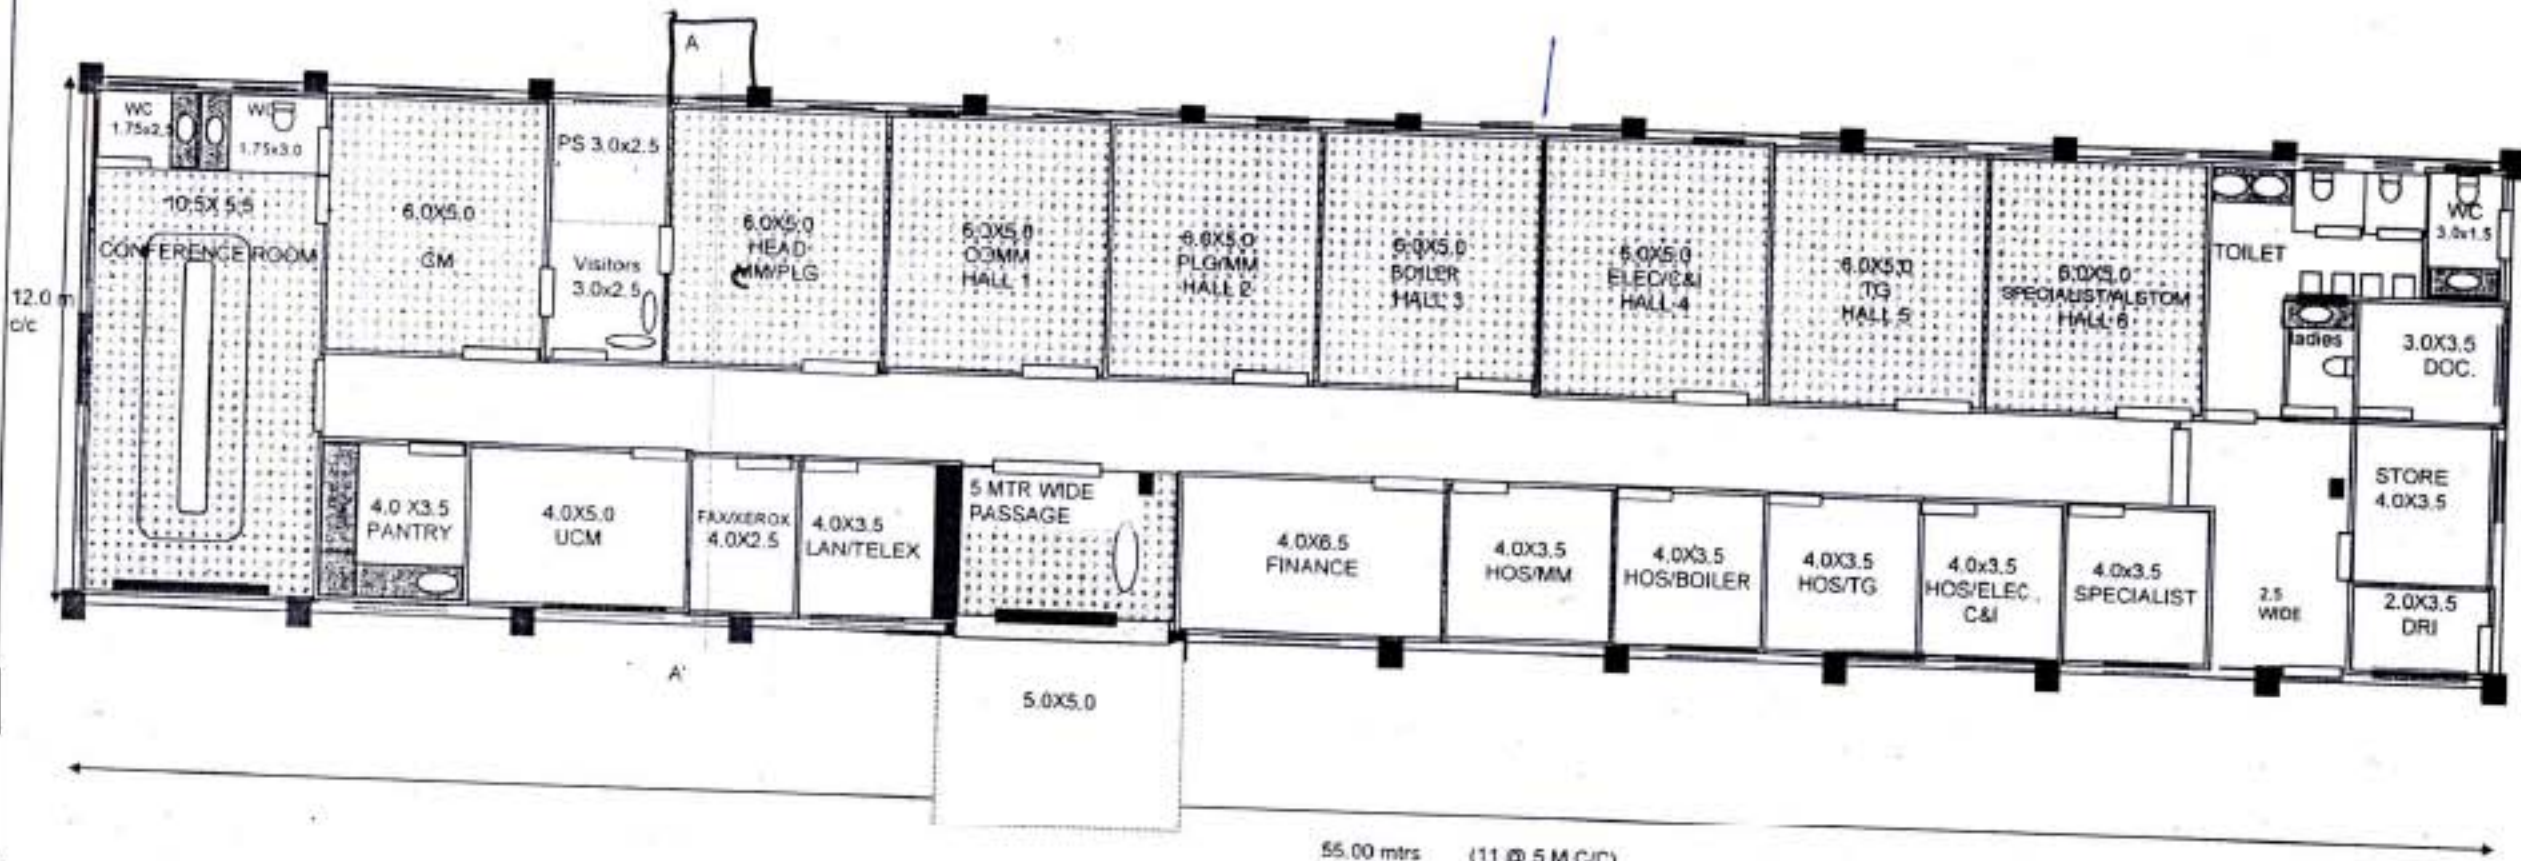 A
12.0 m
c/c
WC
1.75x2.5
WC
1.75x3.0
10.5X 5.5
CONFERENCE ROOM
6.0X5.0
CM
PS 3.0x2.5
Visitors
3.0x2.5
6.0X5.0
HEAD
MM/PLG
6.0X5.0
COMM
HALL 1
6.0X5.0
PLG/MM
HALL 2
6.0X5.0
BOILER
HALL 3
6.0X5.0
ELEC/C&I
HALL 4
6.0X5.0
TG
HALL 5
6.0X5.0
SPECIALIST/ALSTOM
HALL 6
TOILET
WC
3.0x1.5
ladies
3.0X3.5
DOC.
4.0 X3.5
PANTRY
4.0X5.0
UCM
FAX/XEROX
4.0X2.5
4.0X3.5
LAN/TELEX
5 MTR WIDE
PASSAGE
4.0X6.5
FINANCE
4.0X3.5
HOS/MM
4.0X3.5
HOS/BOILER
4.0X3.5
HOS/TG
4.0x3.5
HOS/ELEC.
C&I
4.0x3.5
SPECIALIST
2.5
WIDE
STORE
4.0X3.5
2.0X3.5
DRI
A'
5.0X5.0
55.00 mtrs (11 @ 5 M C/C)